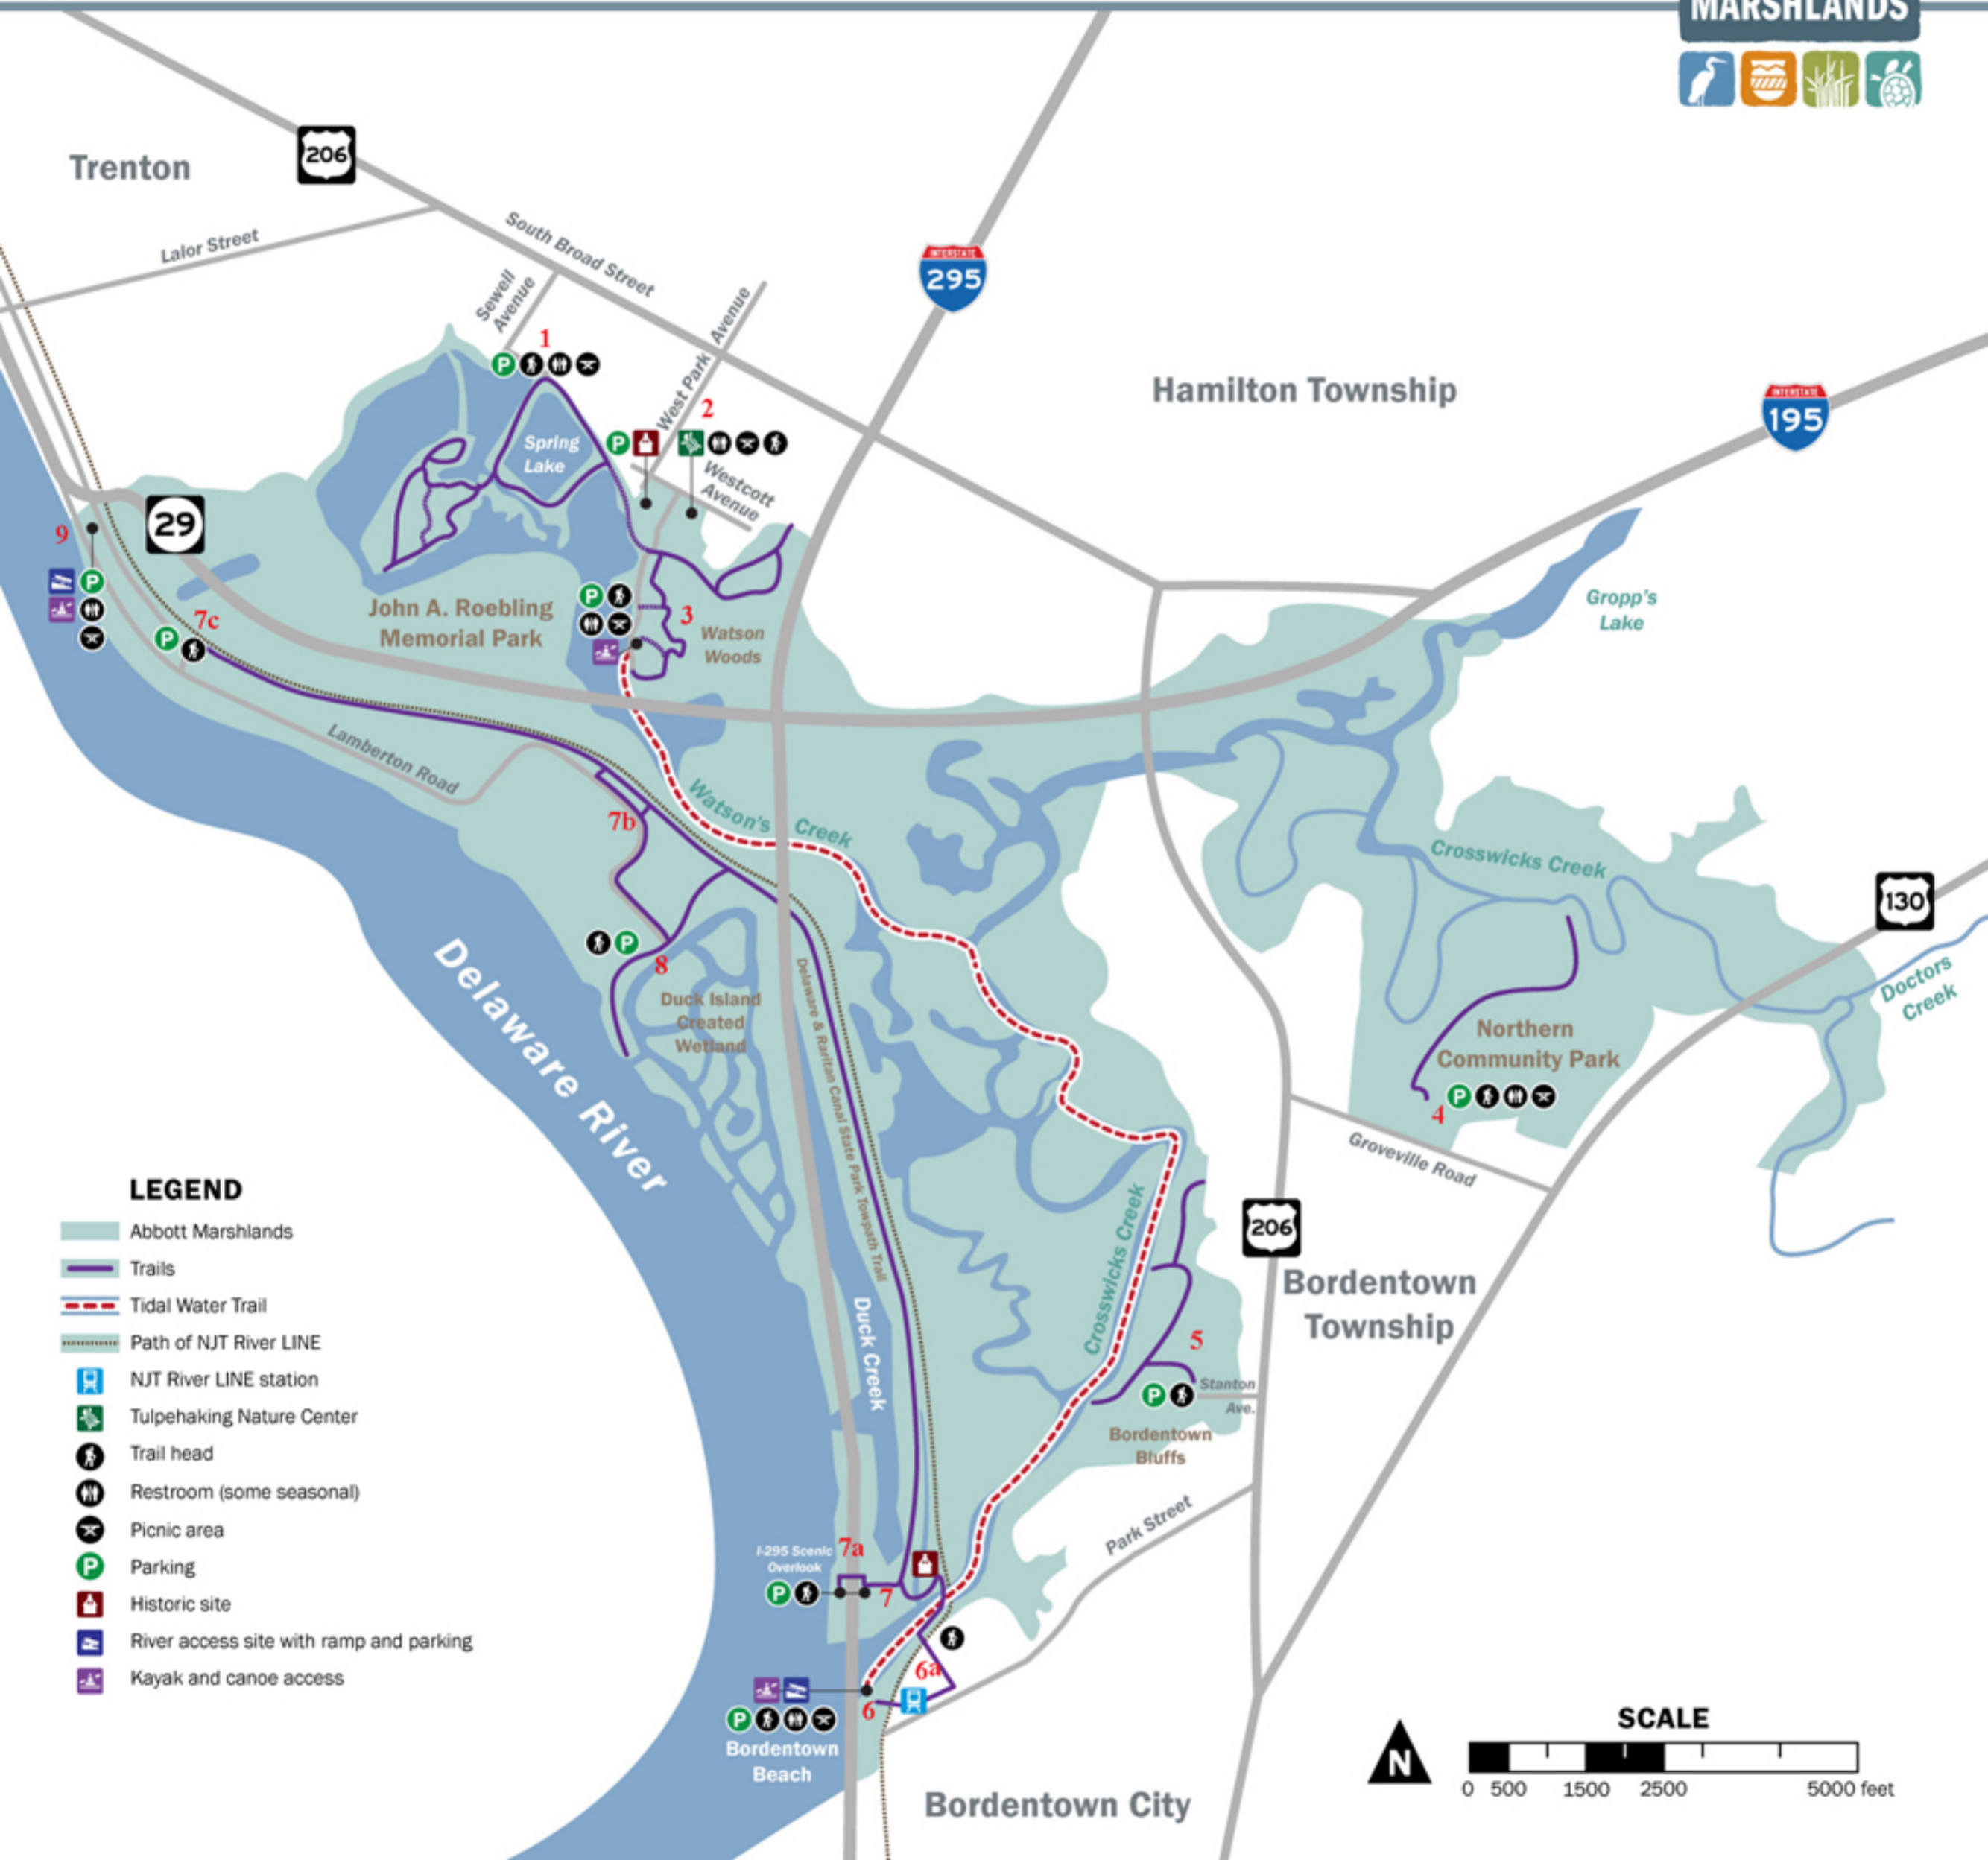 MARSHLANDS
206
Trenton
Lalor Street
South Broad Street
Sewell
Avenue
West Park Avenue
INTERSTATE
295
Hamilton Township
INTERSTATE
195
1
P
Spring
Lake
2
P
Westcott
Avenue
29
9
P
7c
P
John A. Roebling
Memorial Park
P
3
Watson
Woods
Gropp's
Lake
Lamberton Road
7b
Watson's Creek
Crosswicks Creek
130
Doctors
Creek
P
8
Duck Island
Created
Wetland
Delaware River
Delaware & Raritan Canal State Park Towpath Trail
Northern
Community Park
4
P
Groveville Road
Crosswicks Creek
206
Bordentown
Township
Duck Creek
5
P
Stanton
Ave.
Bordentown
Bluffs
Park Street
I-295 Scenic
Overlook
7a
P
7
6a
6
P
Bordentown
Beach
Bordentown City
LEGEND
Abbott Marshlands
Trails
Tidal Water Trail
Path of NJT River LINE
NJT River LINE station
Tulpehaking Nature Center
Trail head
Restroom (some seasonal)
Picnic area
P Parking
Historic site
River access site with ramp and parking
Kayak and canoe access
N
SCALE
0 500 1500 2500 5000 feet